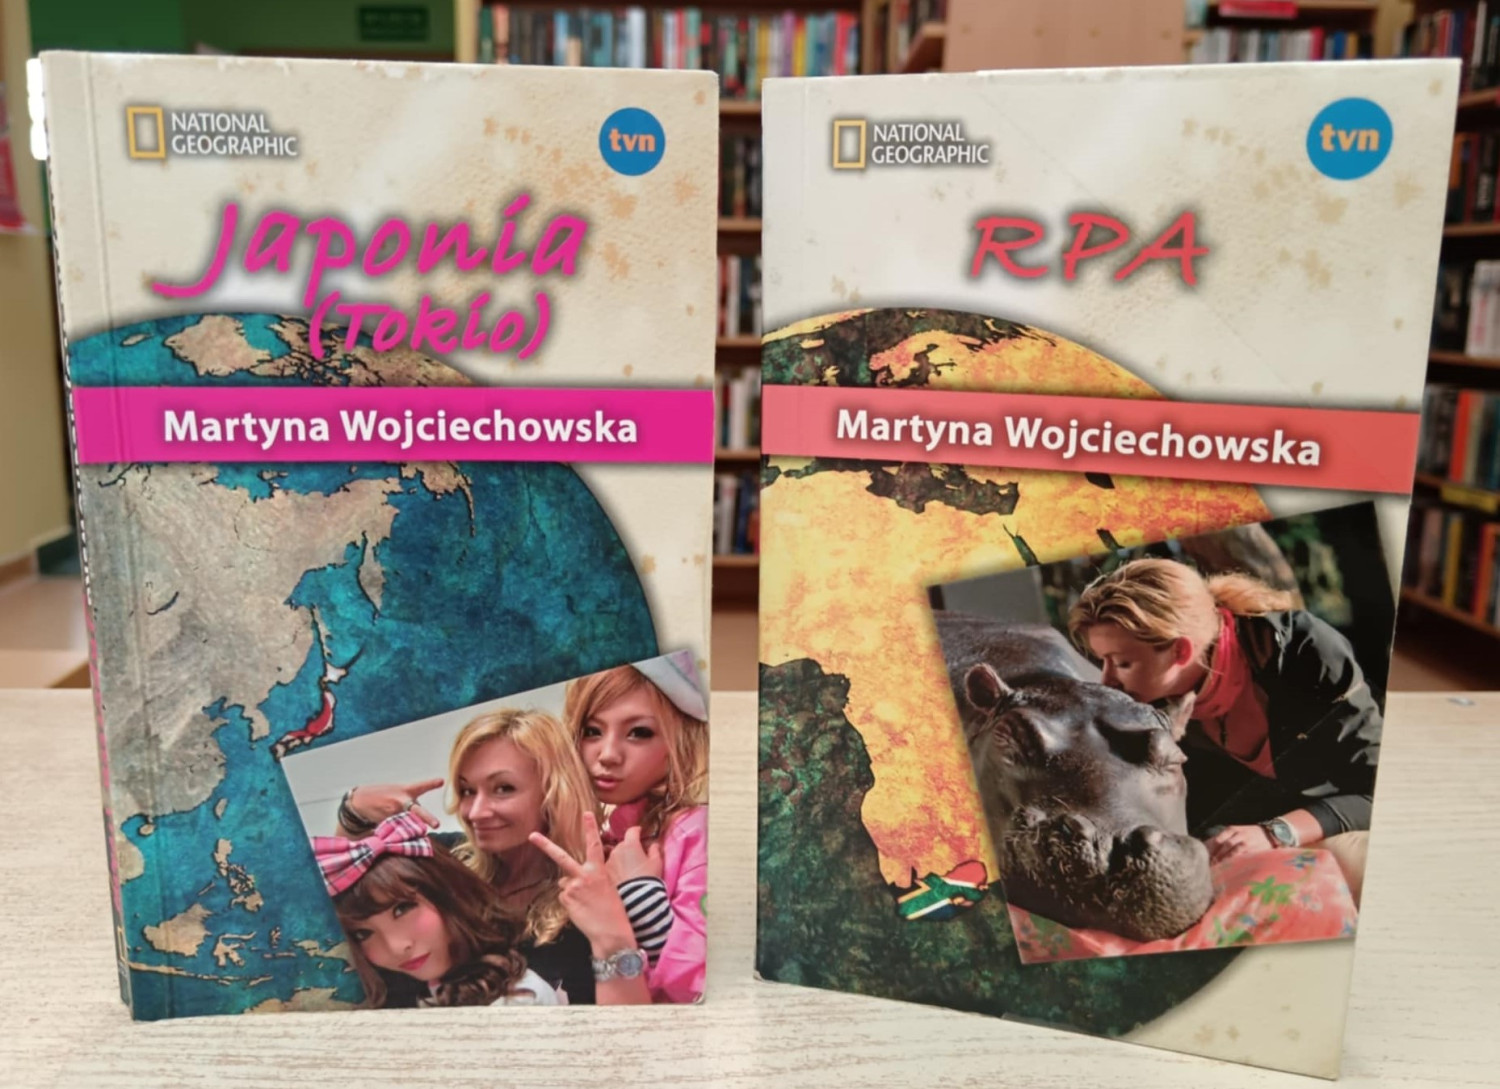 NATIONAL
GEOGRAPHIC
tvn
Japonia
(Tokio)
Martyna Wojciechowska
NATIONAL
GEOGRAPHIC
tvn
RPA
Martyna Wojciechowska